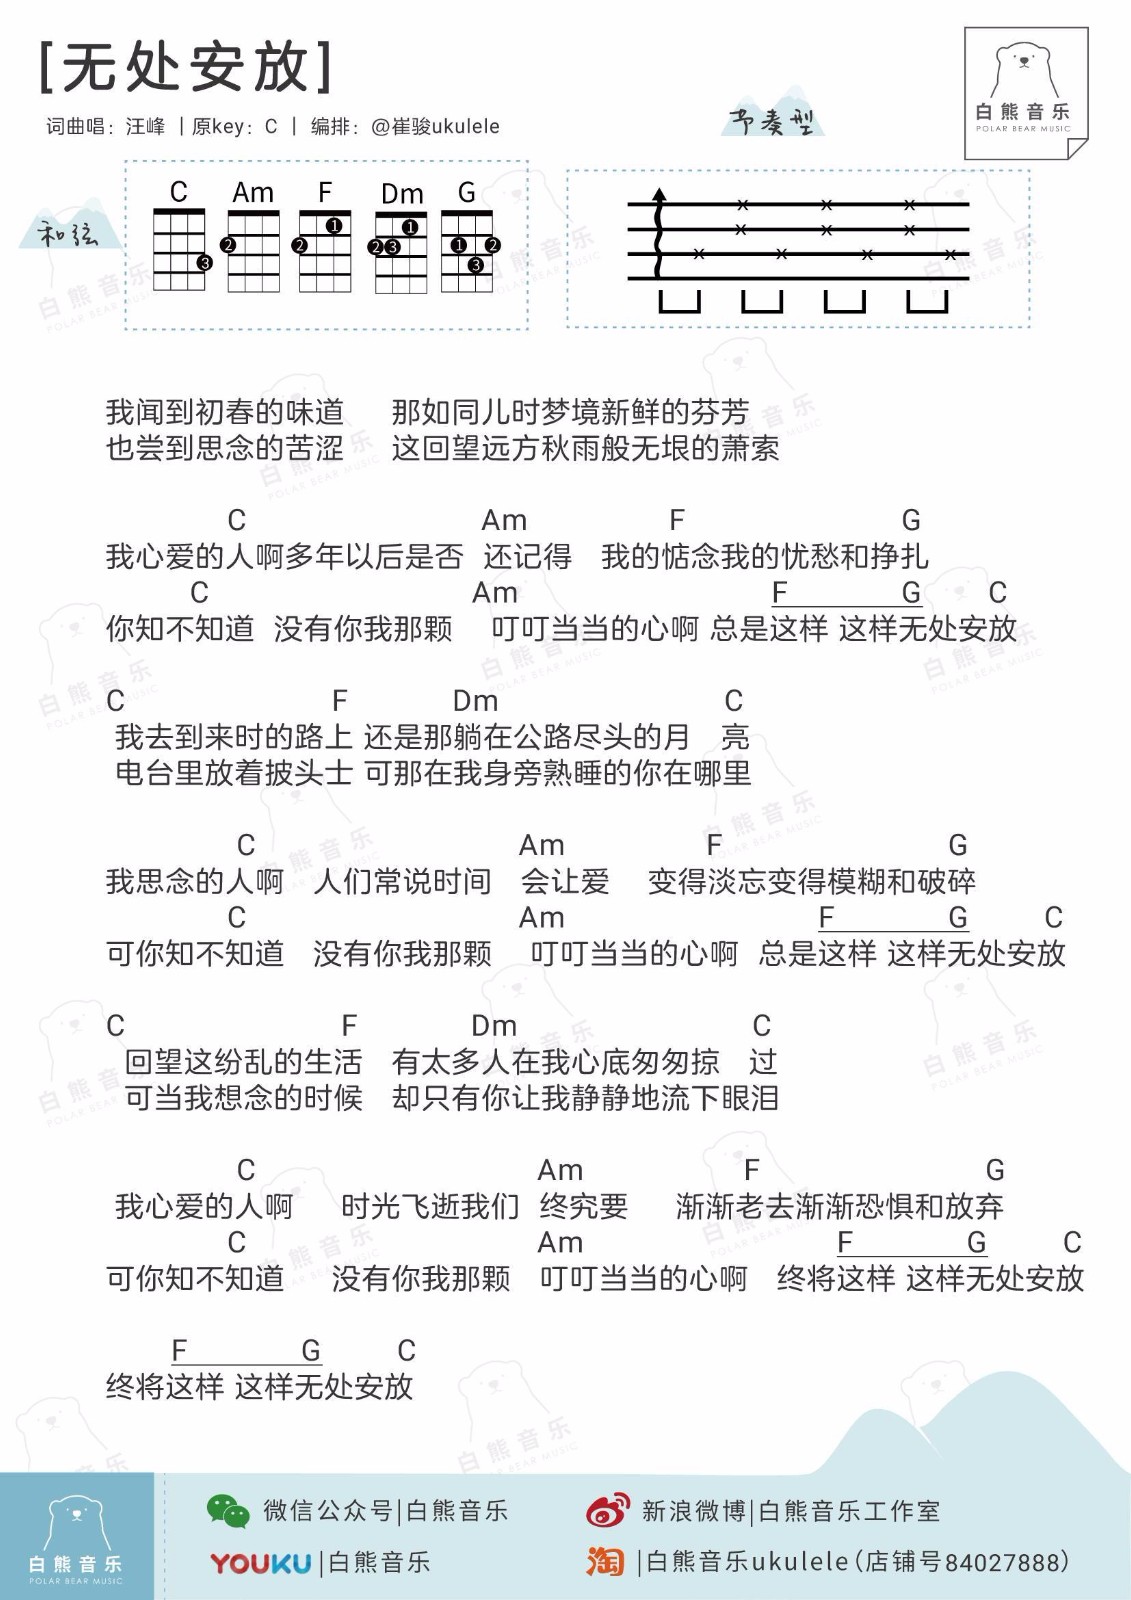 [无处安放]
词曲唱：汪峰 | 原key：C | 编排：@崔骏ukulele
节奏型
白熊音乐
POLAR BEAR MUSIC
和弦
C Am F Dm G
3 2 1 2 1 2 3 1 2 3
我闻到初春的味道 那如同儿时梦境新鲜的芬芳
也尝到思念的苦涩 这回望远方秋雨般无垠的萧索
C Am F G
我心爱的人啊多年以后是否 还记得 我的惦念我的忧愁和挣扎
C Am F G C
你知不知道 没有你我那颗 叮叮当当的心啊 总是这样 这样无处安放
C F Dm C
我去到来时的路上 还是那躺在公路尽头的月 亮
电台里放着披头士 可那在我身旁熟睡的你在哪里
C Am F G
我思念的人啊 人们常说时间 会让爱 变得淡忘变得模糊和破碎
C Am F G C
可你知不知道 没有你我那颗 叮叮当当的心啊 总是这样 这样无处安放
C F Dm C
回望这纷乱的生活 有太多人在我心底匆匆掠 过
可当我想念的时候 却只有你让我静静地流下眼泪
C Am F G
我心爱的人啊 时光飞逝我们 终究要 渐渐老去渐渐恐惧和放弃
C Am F G C
可你知不知道 没有你我那颗 叮叮当当的心啊 终将这样 这样无处安放
F G C
终将这样 这样无处安放
白熊音乐
POLAR BEAR MUSIC
微信公众号|白熊音乐
新浪微博|白熊音乐工作室
YOUKU |白熊音乐
淘 |白熊音乐ukulele（店铺号84027888）